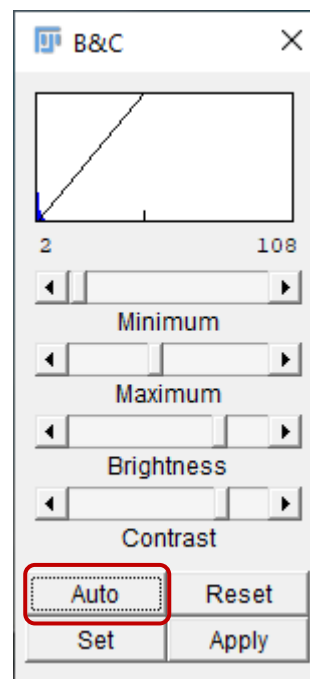 B&C
2 108
Minimum
Maximum
Brightness
Contrast
Auto Reset
Set Apply